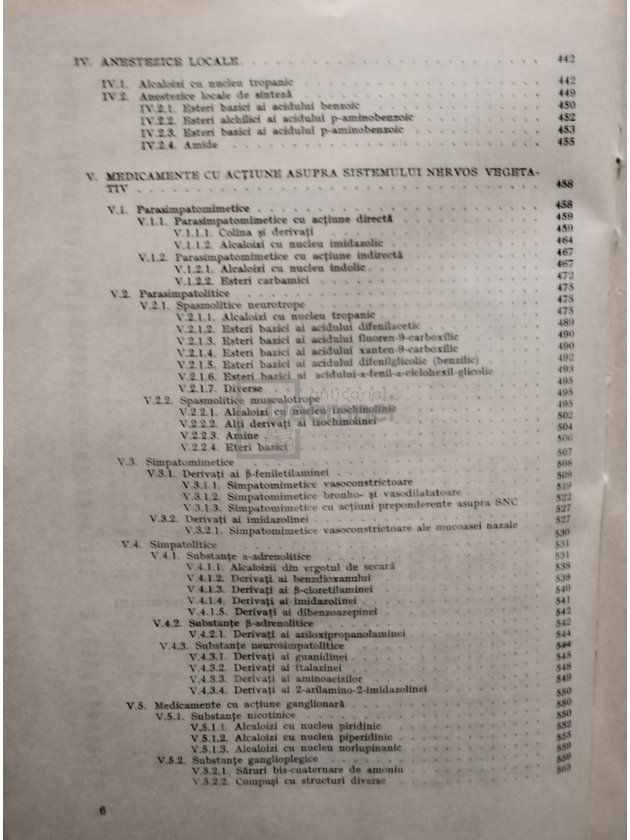 IV. ANESTEZICE LOCALE 442
IV.1. Alcaloizi cu nucleu tropanic 442
IV.2. Anestezice locale de sinteză 449
IV.2.1. Esteri bazici ai acidului benzoic 450
IV.2.2. Esteri alchilici ai acidului p-aminobenzoic 452
IV.2.3. Esteri bazici ai acidului p-aminobenzoic 453
IV.2.4. Amide 455
V. MEDICAMENTE CU ACȚIUNE ASUPRA SISTEMULUI NERVOS VEGETA-
TIV 458
V.1. Parasimpatomimetice 458
V.1.1. Parasimpatomimetice cu acțiune directă 459
V.1.1.1. Colina și derivați 459
V.1.1.2. Alcaloizi cu nucleu imidazolic 464
V.1.2. Parasimpatomimetice cu acțiune indirectă 467
V.1.2.1. Alcaloizi cu nucleu indolic 467
V.1.2.2. Esteri carbamici 472
V.2. Parasimpatolitice 475
V.2.1. Spasmolitice neurotrope 475
V.2.1.1. Alcaloizi cu nucleu tropanic 475
V.2.1.2. Esteri bazici ai acidului difenilacetic 489
V.2.1.3. Esteri bazici ai acidului fluoren-9-carboxilic 490
V.2.1.4. Esteri bazici ai acidului xanten-9-carboxilic 490
V.2.1.5. Esteri bazici ai acidului difenilglicolic (benzilic) 492
V.2.1.6. Esteri bazici ai acidului-α-fenil-α-ciclohexil-glicolic 493
V.2.1.7. Diverse 495
V.2.2. Spasmolitice musculotrope 495
V.2.2.1. Alcaloizi cu nucleu izochinolinic 495
V.2.2.2. Alți derivați ai izochinolinei 502
V.2.2.3. Amine 504
V.2.2.4. Eteri bazici 506
V.3. Simpatomimetice 507
V.3.1. Derivați ai β-feniletilaminei 508
V.3.1.1. Simpatomimetice vasoconstrictoare 509
V.3.1.2. Simpatomimetice bronho- și vasodilatatoare 519
V.3.1.3. Simpatomimetice cu acțiuni preponderente asupra SNC 522
V.3.2. Derivați ai imidazolinei 527
V.3.2.1. Simpatomimetice vasoconstrictoare ale mucoasei nazale 527
V.4. Simpatolitice 530
V.4.1. Substanțe α-adrenolitice 531
V.4.1.1. Alcaloizii din ergotul de secară 531
V.4.1.2. Derivați ai benzdioxanului 538
V.4.1.3. Derivați ai β-cloretilaminei 539
V.4.1.4. Derivați ai imidazolinei 540
V.4.1.5. Derivați ai dibenzoazepinei 541
V.4.2. Substanțe β-adrenolitice 542
V.4.2.1. Derivați ai ariloxipropanolaminei 542
V.4.3. Substanțe neurosimpatolitice 544
V.4.3.1. Derivați ai guanidinei 544
V.4.3.2. Derivați ai ftalazinei 545
V.4.3.3. Derivați ai aminoacizilor 548
V.4.3.4. Derivați ai 2-arilamino-2-imidazolinei 549
V.5. Medicamente cu acțiune ganglionară 550
V.5.1. Substanțe nicotinice 550
V.5.1.1. Alcaloizi cu nucleu piridinic 550
V.5.1.2. Alcaloizi cu nucleu piperidinic 552
V.5.1.3. Alcaloizi cu nucleu norlupinanic 555
V.5.2. Substanțe ganglioplegice 559
V.5.2.1. Săruri bis-cuaternare de amoniu 559
V.5.2.2. Compuși cu structuri diverse 563
6